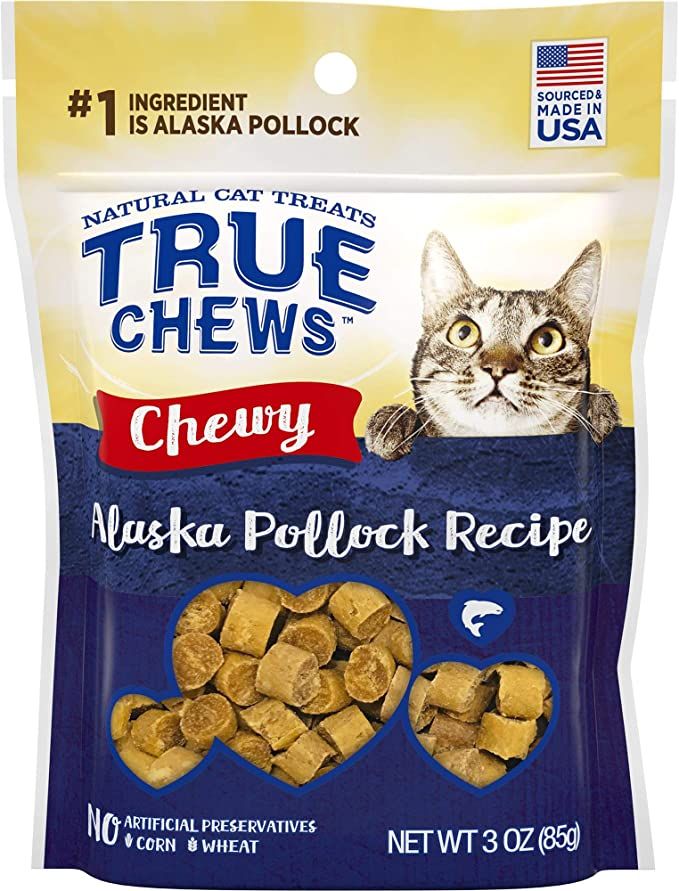 #1 INGREDIENT
IS ALASKA POLLOCK
SOURCED &
MADE IN
USA
NATURAL CAT TREATS
TRUE
CHEWS™
Chewy
Alaska Pollock Recipe
NO ARTIFICIAL PRESERVATIVES
CORN WHEAT
NET WT 3 OZ (85g)